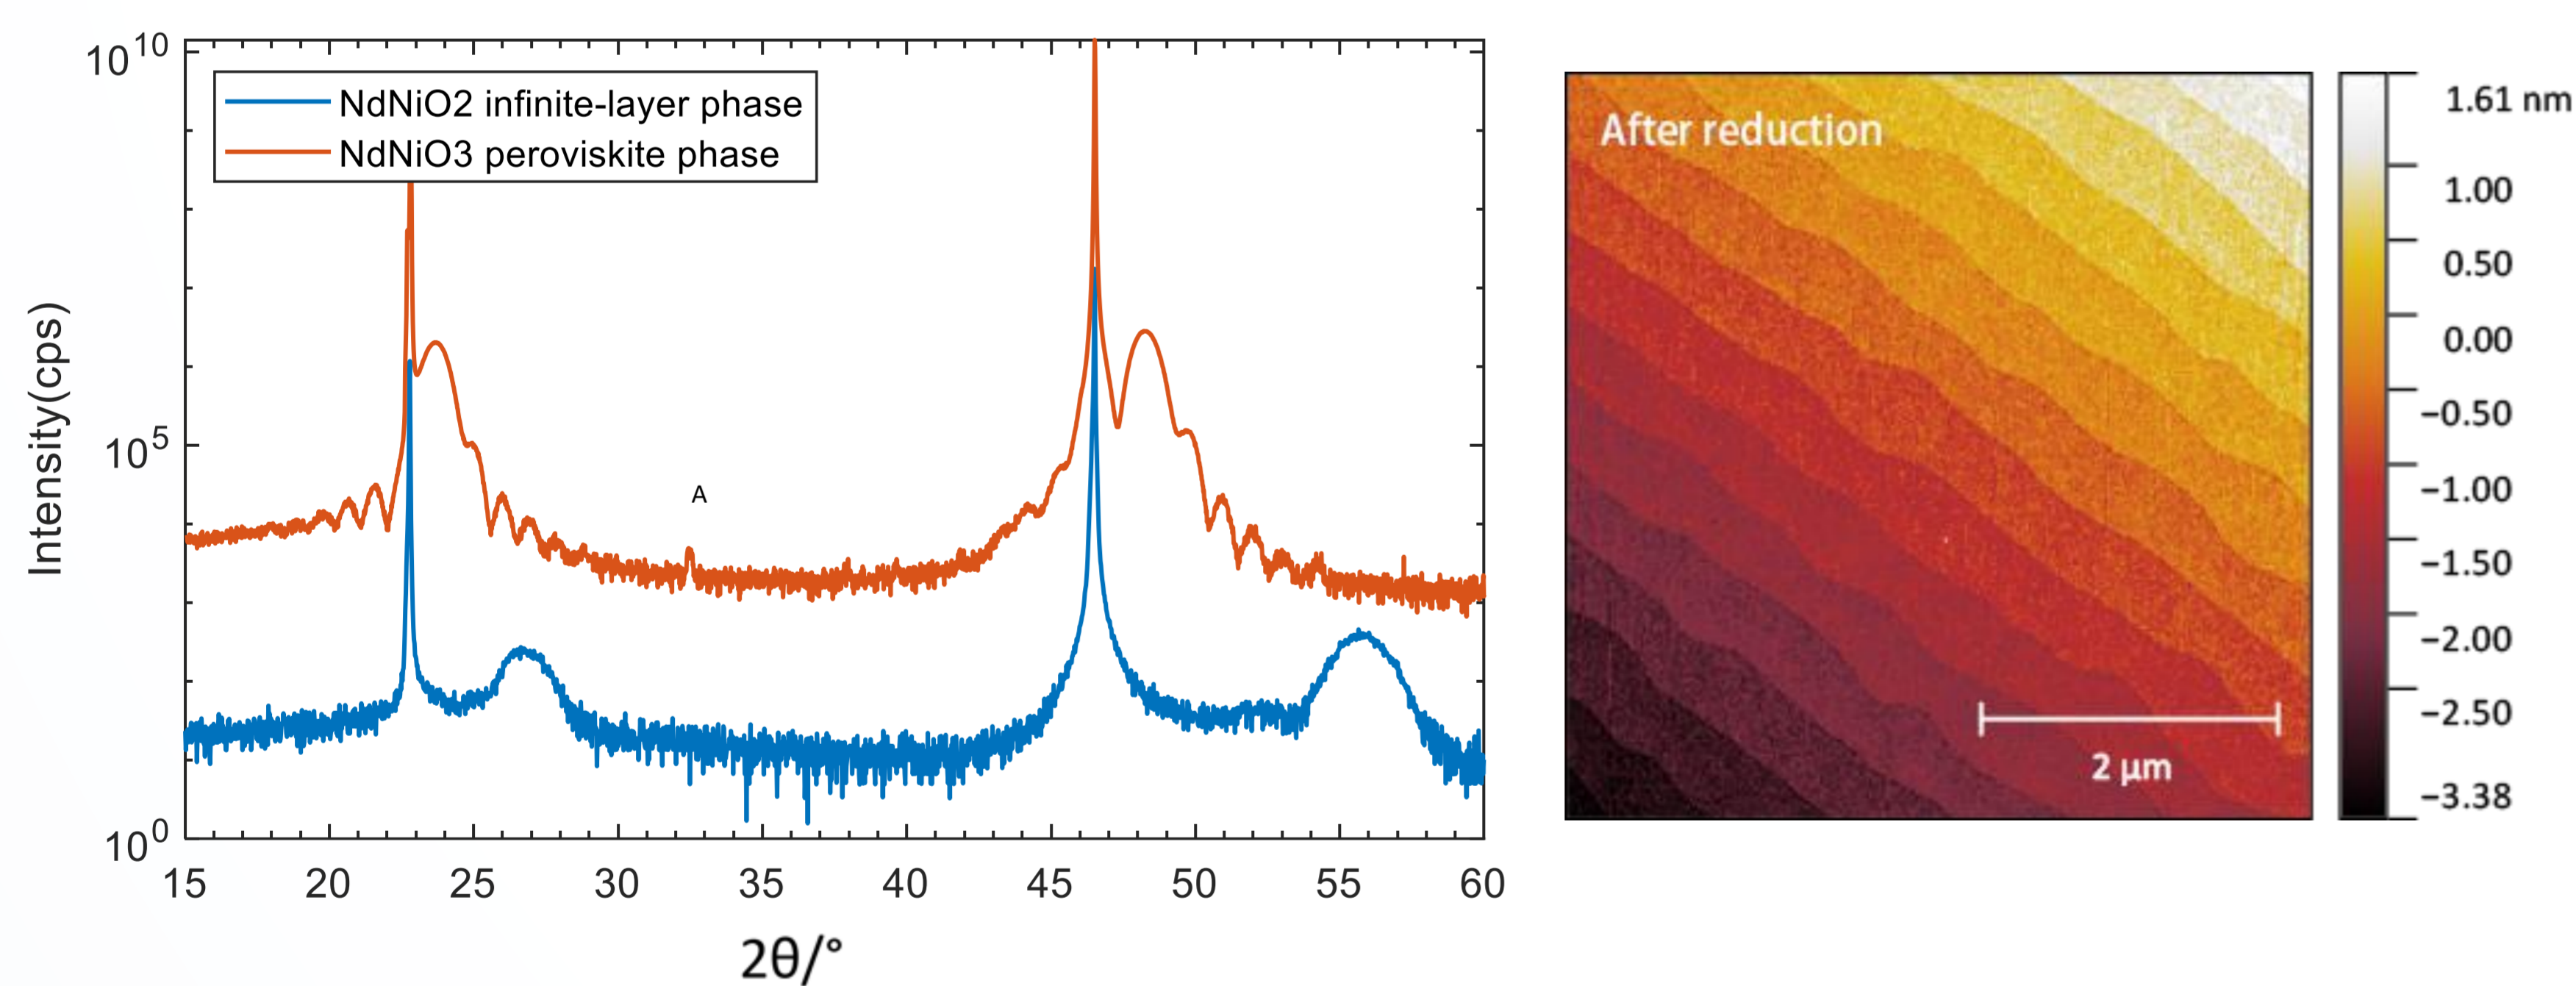 10^10
NdNiO2 infinite-layer phase
NdNiO3 peroviskite phase
Intensity(cps)
10^5
A
10^0
15 20 25 30 35 40 45 50 55 60
2θ/°
After reduction
2 μm
1.61 nm
1.00
0.50
0.00
−0.50
−1.00
−1.50
−2.00
−2.50
−3.38